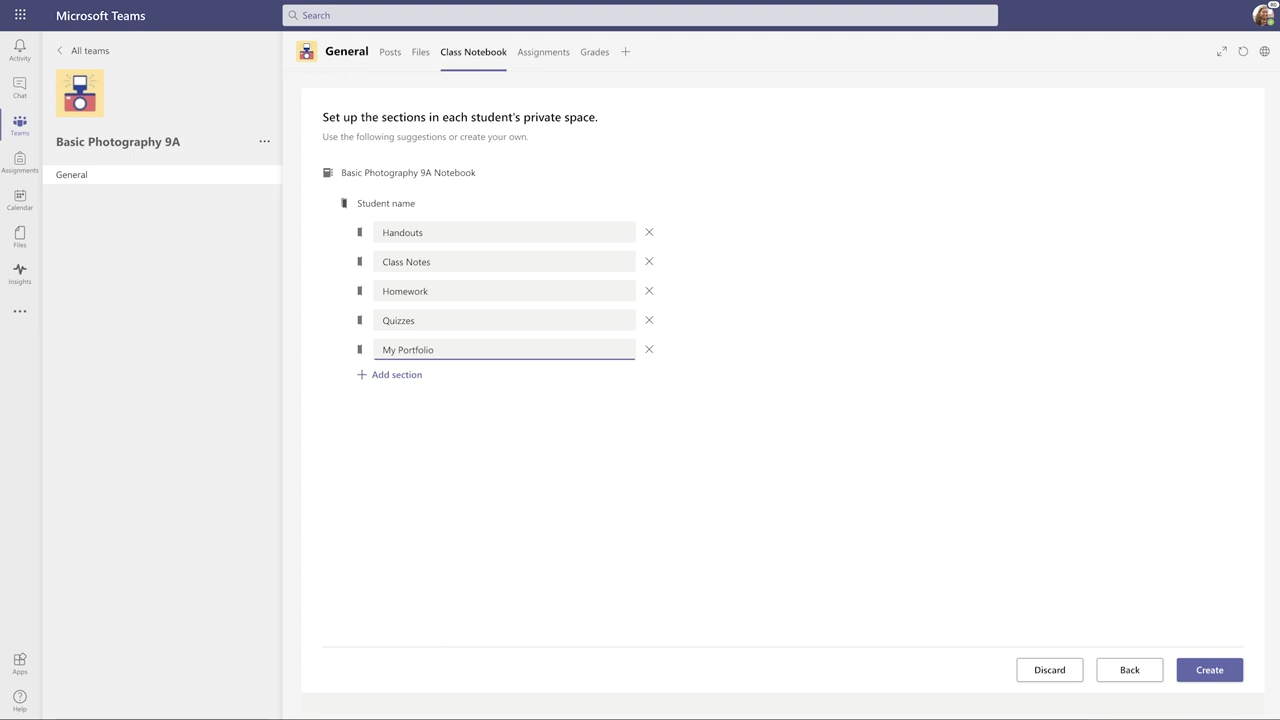 Microsoft Teams
Search
Activity
Chat
Teams
Assignments
Calendar
Files
Insights
Apps
Help
All teams
Basic Photography 9A
General
General
Posts
Files
Class Notebook
Assignments
Grades
Set up the sections in each student's private space.
Use the following suggestions or create your own.
Basic Photography 9A Notebook
Student name
Handouts
Class Notes
Homework
Quizzes
My Portfolio
Add section
Discard
Back
Create